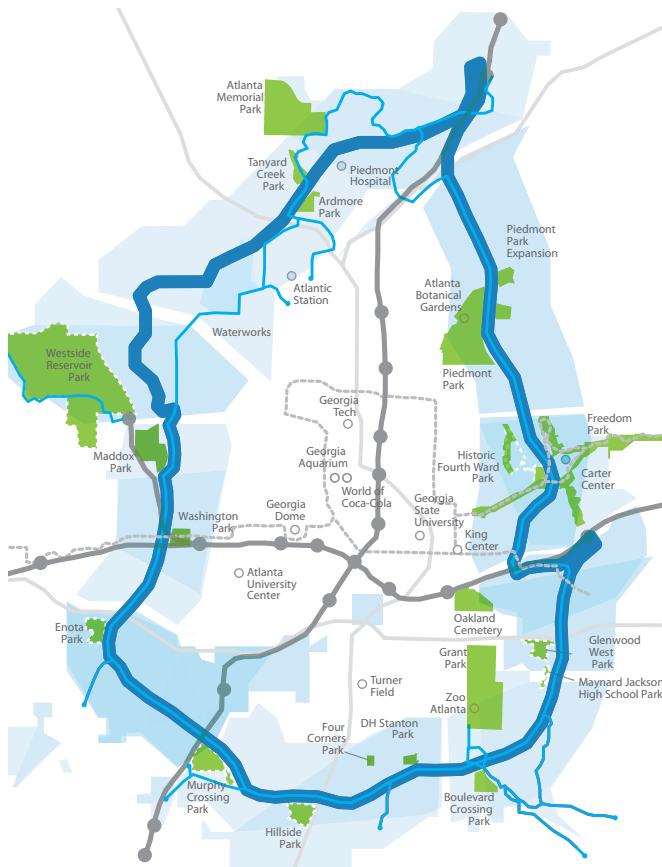 Atlanta
Memorial
Park
Tanyard
Creek
Park
Piedmont
Hospital
Ardmore
Park
Piedmont
Park
Expansion
Atlantic
Station
Atlanta
Botanical
Gardens
Waterworks
Westside
Reservoir
Park
Piedmont
Park
Georgia
Tech
Freedom
Park
Maddox
Park
Georgia
Aquarium
Historic
Fourth Ward
Park
Carter
Center
World of
Coca-Cola
Washington
Park
Georgia
Dome
Georgia
State
University
King
Center
Atlanta
University
Center
Enota
Park
Oakland
Cemetery
Glenwood
West
Park
Grant
Park
Maynard Jackson
High School Park
Turner
Field
Zoo
Atlanta
Four
Corners
Park
DH Stanton
Park
Murphy
Crossing
Park
Boulevard
Crossing
Park
Hillside
Park